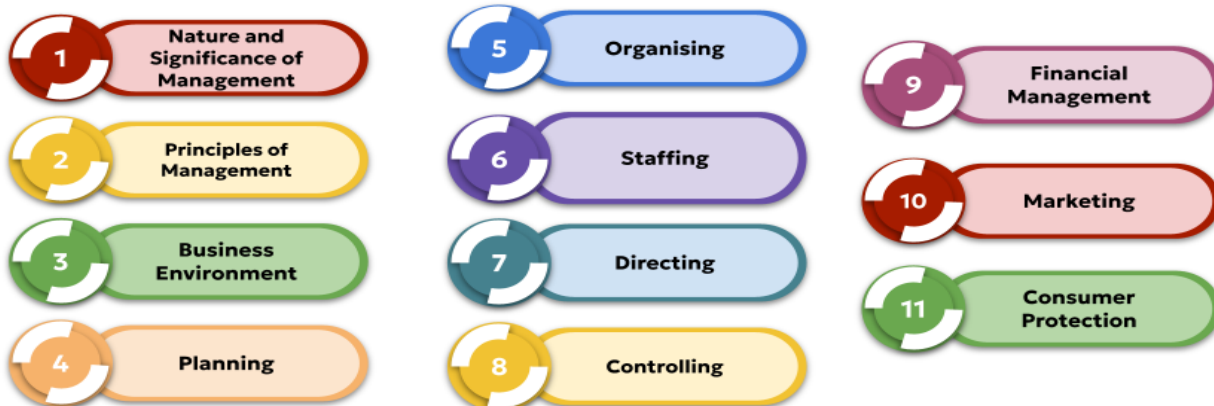 1
Nature and
Significance of
Management
2
Principles of
Management
3
Business
Environment
4
Planning
5
Organising
6
Staffing
7
Directing
8
Controlling
9
Financial
Management
10
Marketing
11
Consumer
Protection